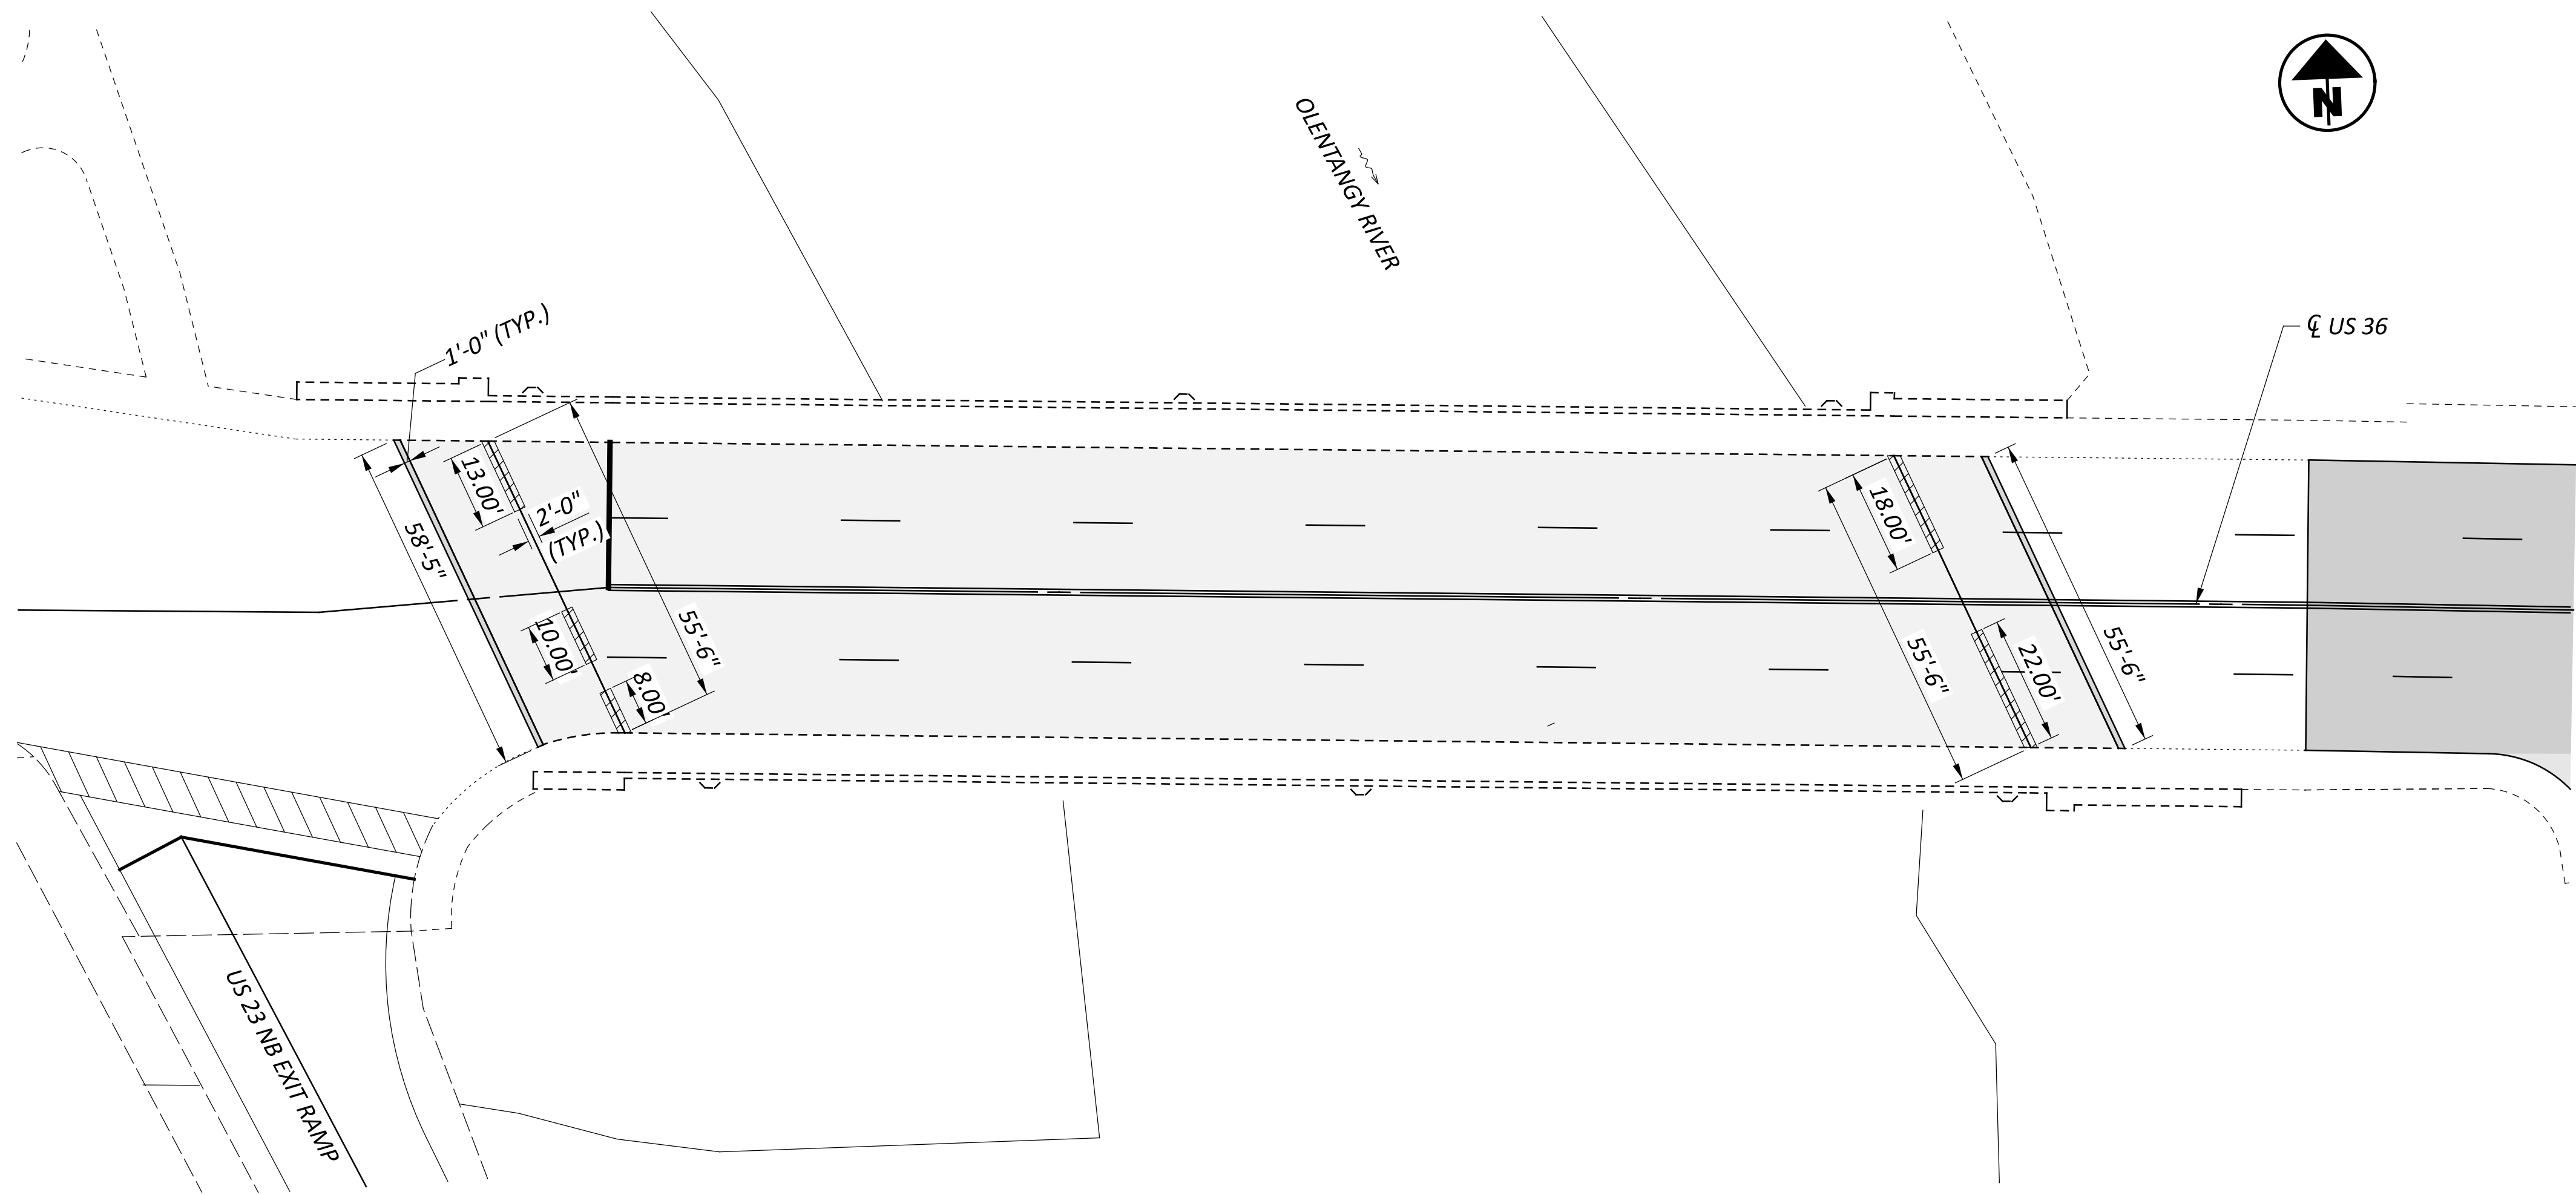 N
OLENTANGY RIVER
℄ US 36
1'-0" (TYP.)
13.00'
2'-0"
(TYP.)
58'-5"
10.00'
8.00'
55'-6"
18.00'
55'-6"
22.00'
55'-6"
US 23 NB EXIT RAMP